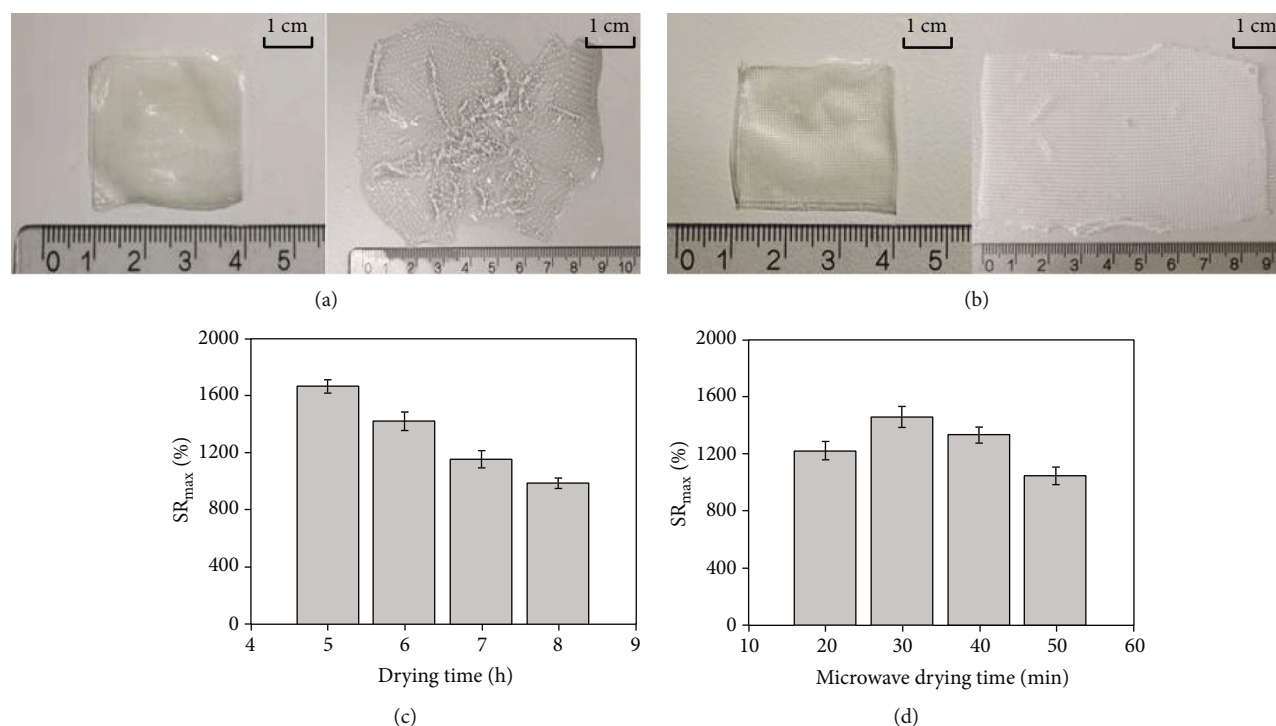 1 cm
1 cm
1 cm
1 cm
0 1 2 3 4 5
0 1 2 3 4 5 6 7 8 9 10
0 1 2 3 4 5
0 1 2 3 4 5 6 7 8 9
(a)
(b)
2000
1600
1200
800
400
0
SRmax (%)
4 5 6 7 8 9
Drying time (h)
(c)
2000
1600
1200
800
400
0
SRmax (%)
10 20 30 40 50 60
Microwave drying time (min)
(d)